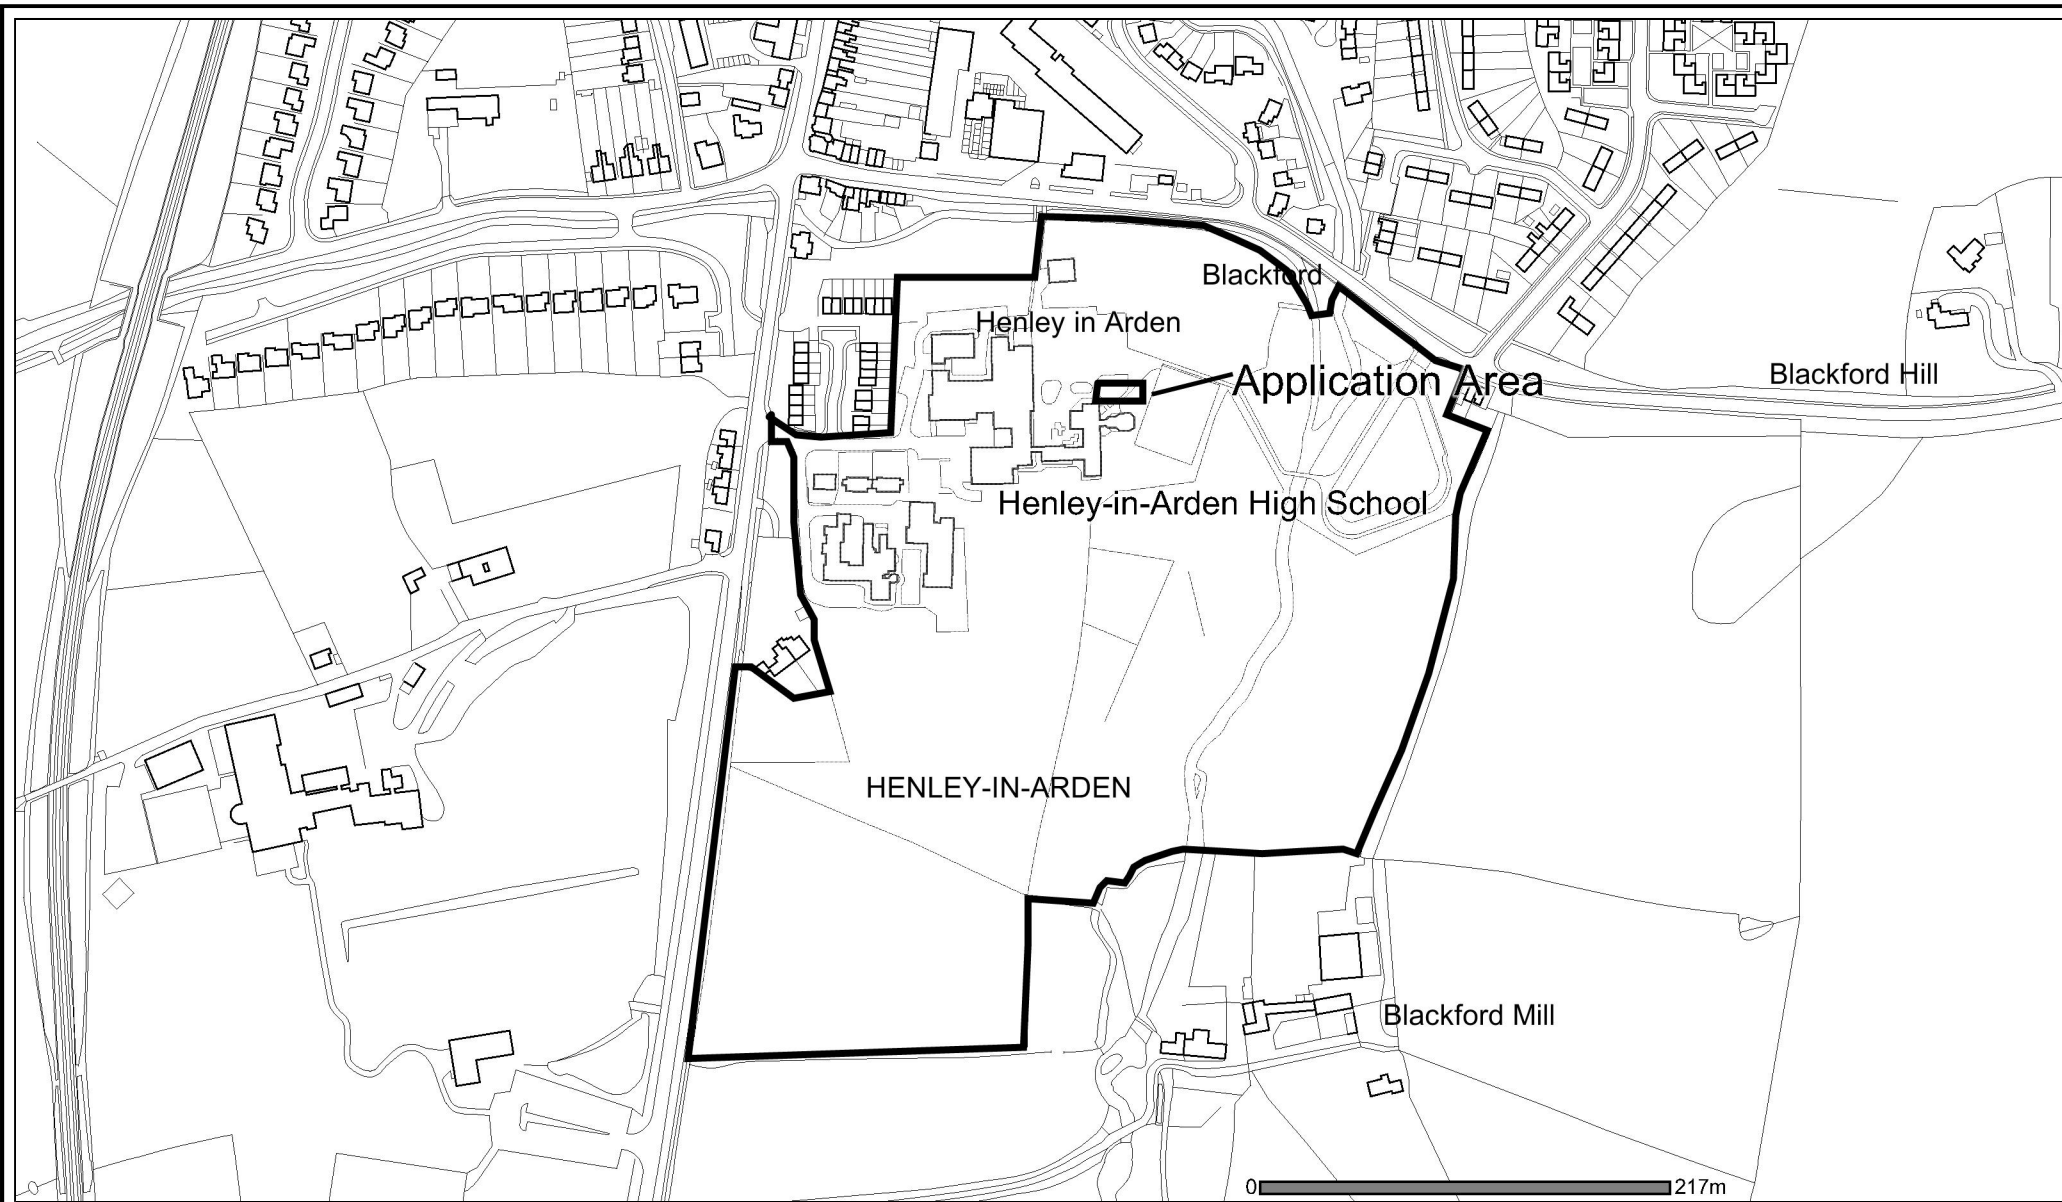 Blackford
Henley in Arden
Application Area
Blackford Hill
Henley-in-Arden High School
HENLEY-IN-ARDEN
Blackford Mill
0 217m